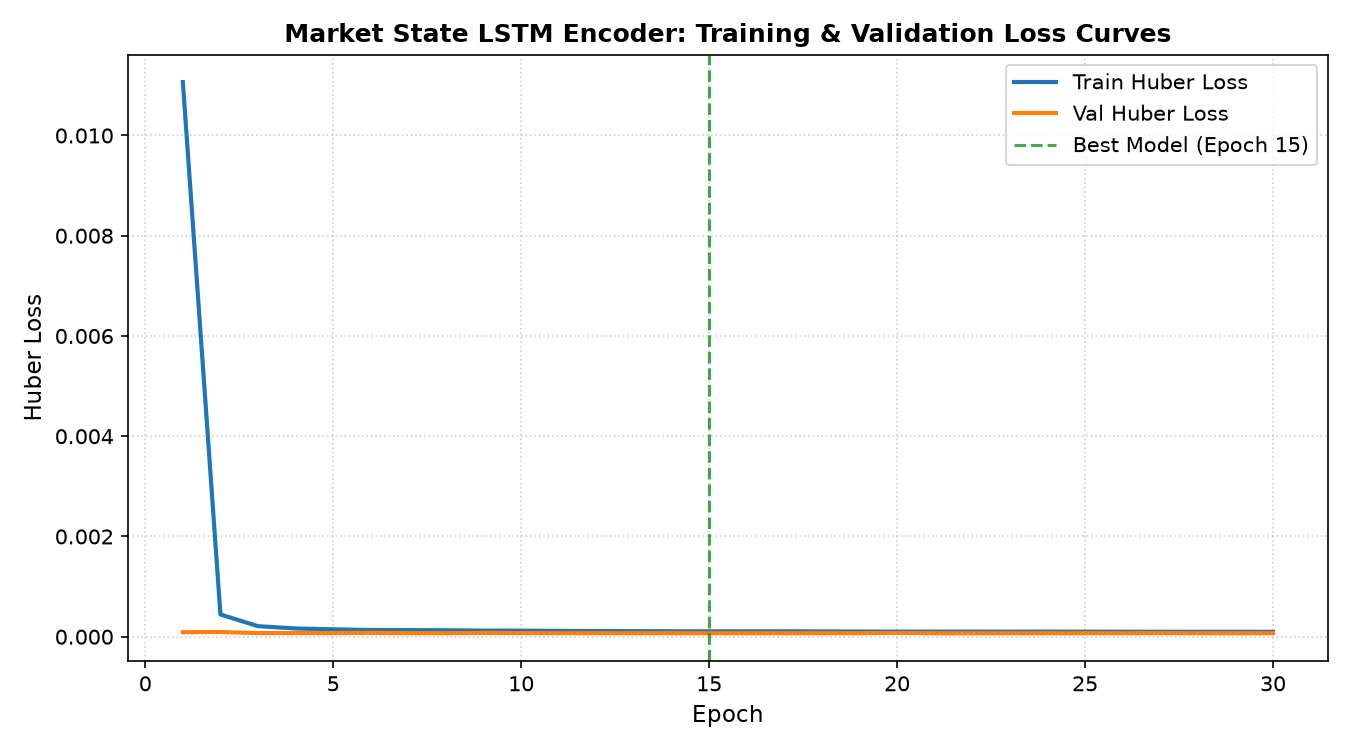 Market State LSTM Encoder: Training & Validation Loss Curves
Train Huber Loss
Val Huber Loss
Best Model (Epoch 15)
0.010
0.008
0.006
0.004
0.002
0.000
Huber Loss
0 5 10 15 20 25 30
Epoch